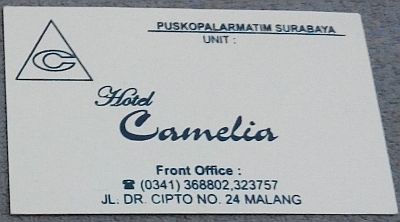 PUSKOPALARMATIM SURABAYA
UNIT :
C
Hotel
Camelia
Front Office :
☎ (0341) 368802,323757
JL. DR. CIPTO NO. 24 MALANG